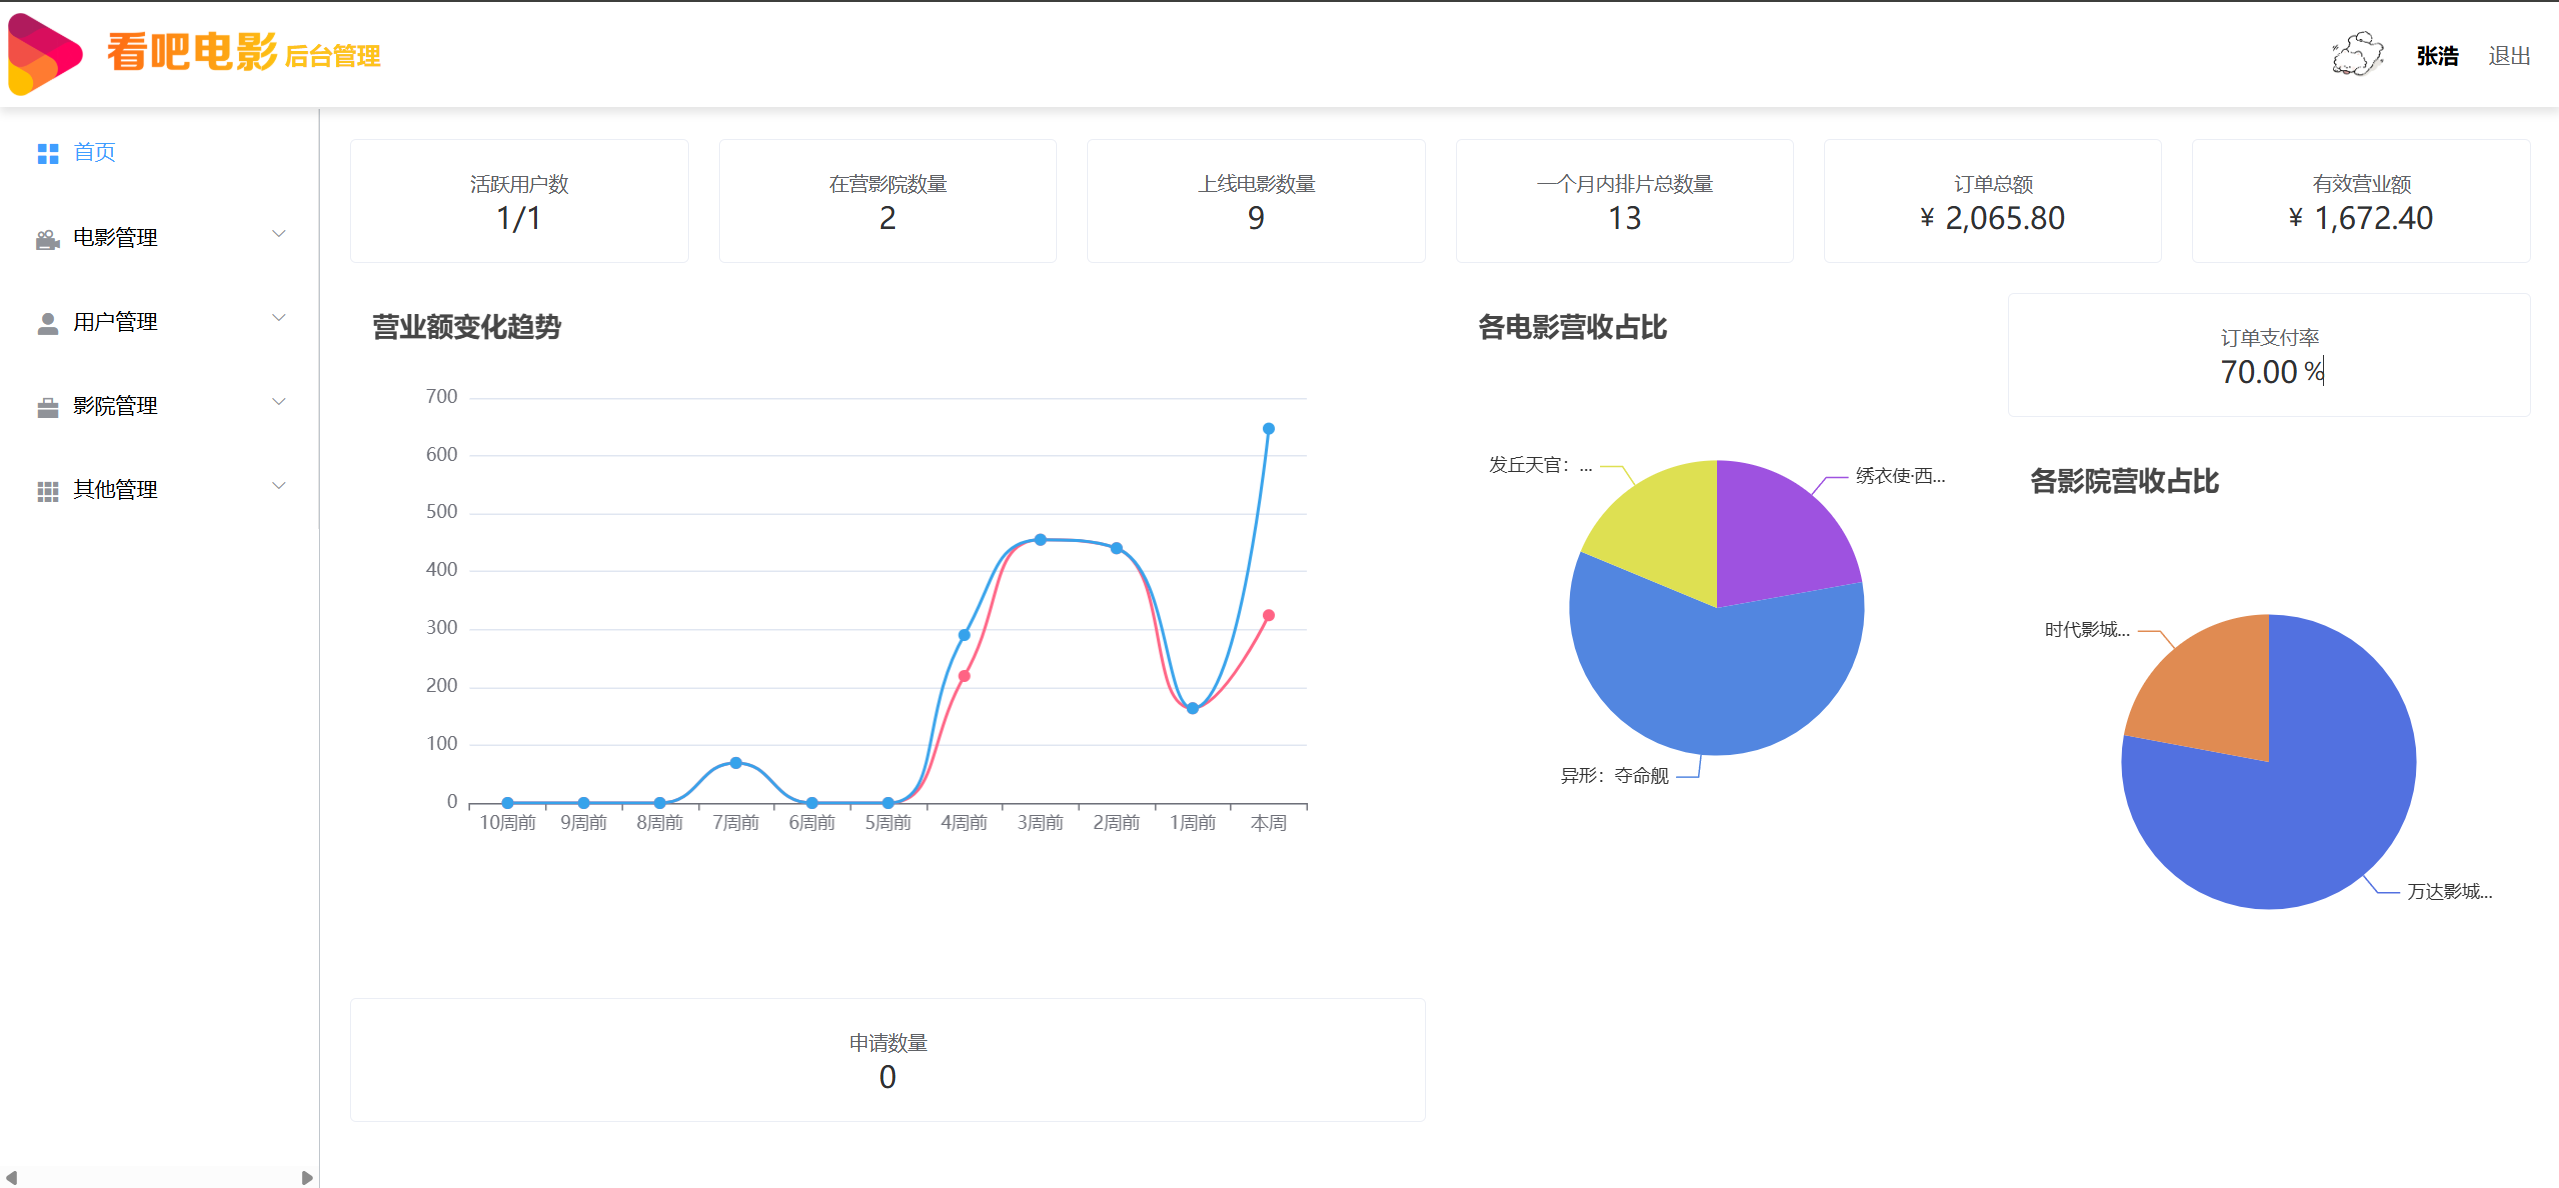 看吧电影 后台管理
张浩 退出
首页
电影管理
用户管理
影院管理
其他管理
活跃用户数
1/1
在营影院数量
2
上线电影数量
9
一个月内排片总数量
13
订单总额
¥ 2,065.80
有效营业额
¥ 1,672.40
营业额变化趋势
700
600
500
400
300
200
100
0
10周前 9周前 8周前 7周前 6周前 5周前 4周前 3周前 2周前 1周前 本周
各电影营收占比
发丘天官：...
绣衣使·西...
异形：夺命舰
订单支付率
70.00 %
各影院营收占比
时代影城...
万达影城...
申请数量
0